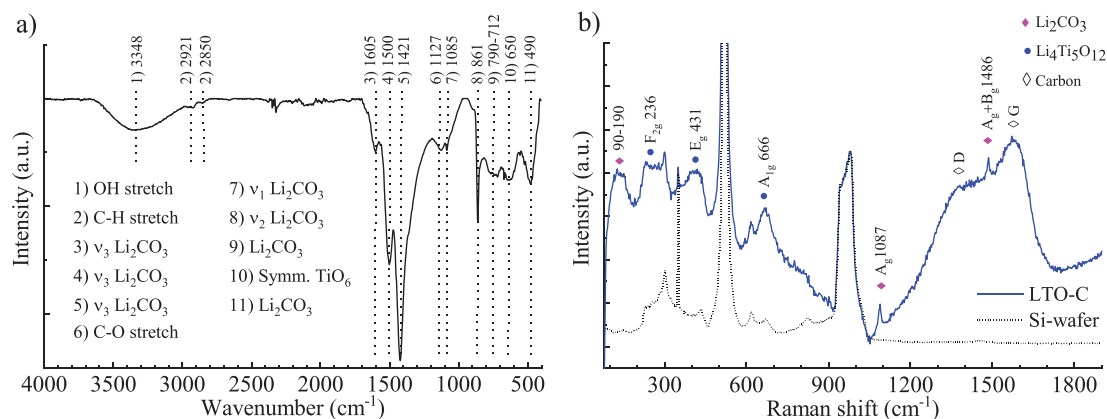 a)
1) 3348
2) 2921
2) 2850
3) 1605
4) 1500
5) 1421
6) 1127
7) 1085
8) 861
9) 790-712
10) 650
11) 490
Intensity (a.u.)
1) OH stretch
2) C-H stretch
3) ν₃ Li₂CO₃
4) ν₃ Li₂CO₃
5) ν₃ Li₂CO₃
6) C-O stretch
7) ν₁ Li₂CO₃
8) ν₂ Li₂CO₃
9) Li₂CO₃
10) Symm. TiO₆
11) Li₂CO₃
4000 3500 3000 2500 2000 1500 1000 500
Wavenumber (cm⁻¹)
b)
Li₂CO₃
Li₄Ti₅O₁₂
Carbon
90-190
F₂g 236
Eg 431
A₁g 666
Ag1087
D
Ag+Bg1486
G
Intensity (a.u.)
LTO-C
Si-wafer
300 600 900 1200 1500 1800
Raman shift (cm⁻¹)